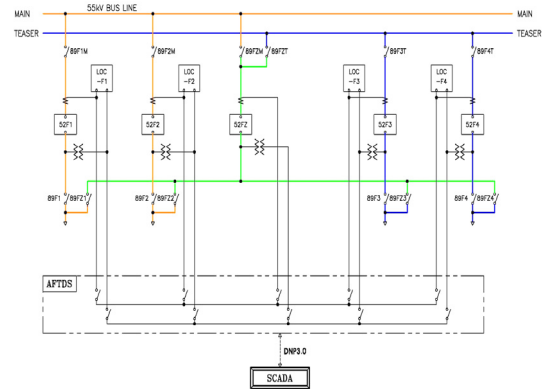 55kV BUS LINE
MAIN
MAIN
TEASER
TEASER
89F1M
89F2M
89FZM
89FZT
89F3T
89F4T
LOC
-F1
LOC
-F2
LOC
-F3
LOC
-F4
52F1
52F2
52FZ
52F3
52F4
89F1
89FZ1
89F2
89FZ2
89F3
89FZ3
89F4
89FZ4
AFTDS
DNP3.0
SCADA